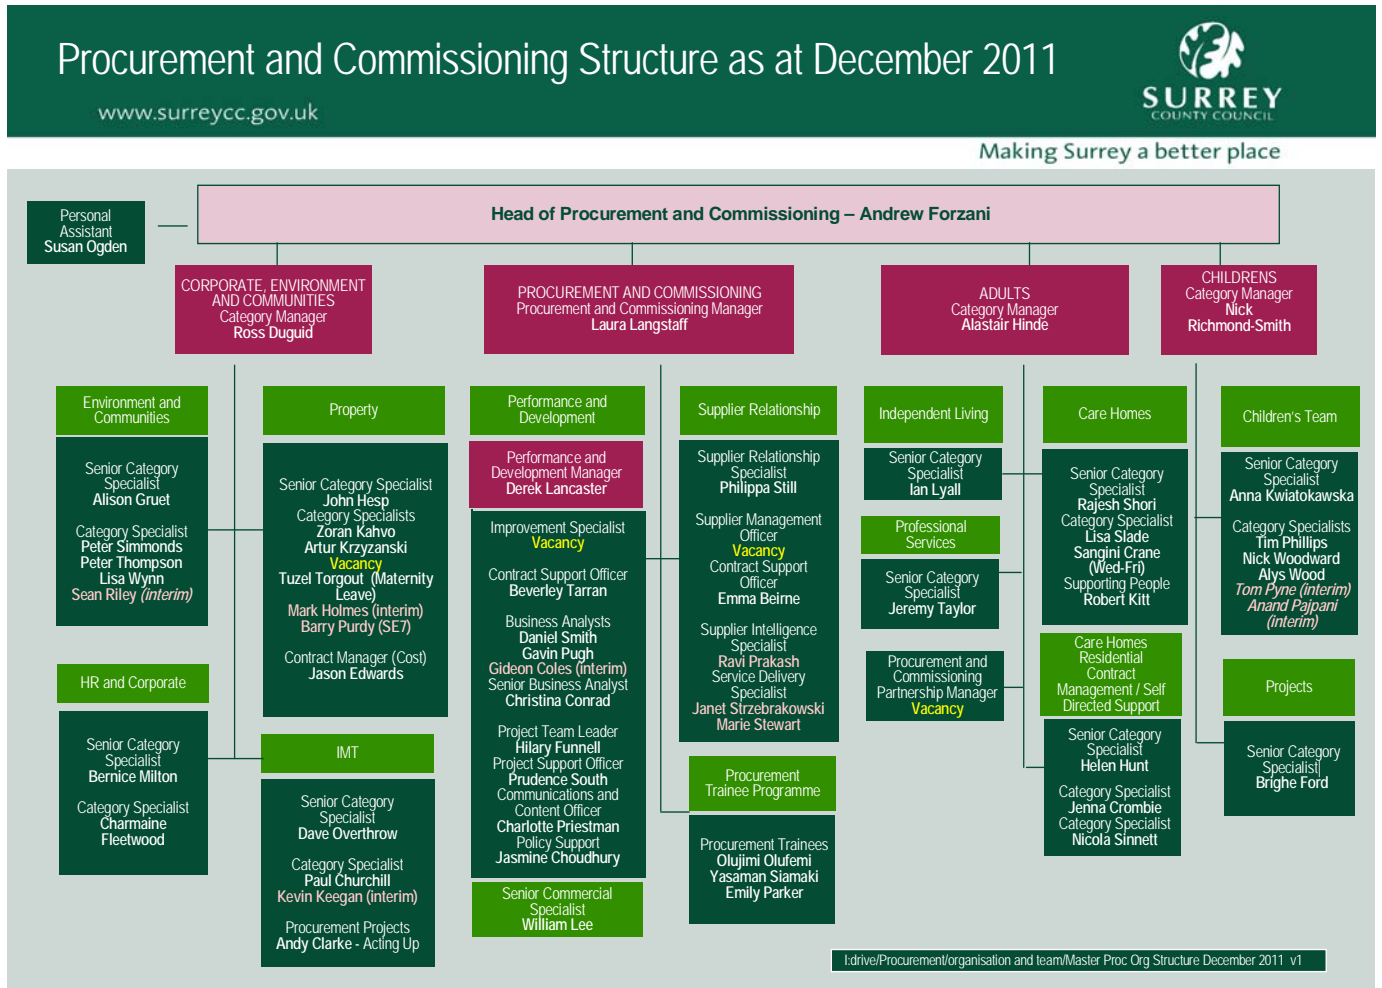 Procurement and Commissioning Structure as at December 2011
www.surreycc.gov.uk
SURREY
COUNTY COUNCIL
Making Surrey a better place
Personal
Assistant
Susan Ogden
Head of Procurement and Commissioning – Andrew Forzani
CORPORATE, ENVIRONMENT
AND COMMUNITIES
Category Manager
Ross Duguid
PROCUREMENT AND COMMISSIONING
Procurement and Commissioning Manager
Laura Langstaff
ADULTS
Category Manager
Alastair Hinde
CHILDRENS
Category Manager
Nick
Richmond-Smith
Environment and
Communities
Senior Category
Specialist
Alison Gruet
Category Specialist
Peter Simmonds
Peter Thompson
Lisa Wynn
Sean Riley (interim)
HR and Corporate
Senior Category
Specialist
Bernice Milton
Category Specialist
Charmaine
Fleetwood
Property
Senior Category Specialist
John Hesp
Category Specialists
Zoran Kahvo
Artur Krzyzanski
Vacancy
Tuzel Torgout (Maternity
Leave)
Mark Holmes (interim)
Barry Purdy (SE7)
Contract Manager (Cost)
Jason Edwards
IMT
Senior Category
Specialist
Dave Overthrow
Category Specialist
Paul Churchill
Kevin Keegan (interim)
Procurement Projects
Andy Clarke - Acting Up
Performance and
Development
Performance and
Development Manager
Derek Lancaster
Improvement Specialist
Vacancy
Contract Support Officer
Beverley Tarran
Business Analysts
Daniel Smith
Gavin Pugh
Gideon Coles (interim)
Senior Business Analyst
Christina Conrad
Project Team Leader
Hilary Funnell
Project Support Officer
Prudence South
Communications and
Content Officer
Charlotte Priestman
Policy Support
Jasmine Choudhury
Senior Commercial
Specialist
William Lee
Supplier Relationship
Supplier Relationship
Specialist
Philippa Still
Supplier Management
Officer
Vacancy
Contract Support
Officer
Emma Beirne
Supplier Intelligence
Specialist
Ravi Prakash
Service Delivery
Specialist
Janet Strzebrakowski
Marie Stewart
Procurement
Trainee Programme
Procurement Trainees
Olujimi Olufemi
Yasaman Siamaki
Emily Parker
Independent Living
Senior Category
Specialist
Ian Lyall
Professional
Services
Senior Category
Specialist
Jeremy Taylor
Procurement and
Commissioning
Partnership Manager
Vacancy
Care Homes
Senior Category
Specialist
Rajesh Shori
Category Specialist
Lisa Slade
Sangini Crane
(Wed-Fri)
Supporting People
Robert Kitt
Care Homes
Residential
Contract
Management / Self
Directed Support
Senior Category
Specialist
Helen Hunt
Category Specialist
Jenna Crombie
Category Specialist
Nicola Sinnett
Children's Team
Senior Category
Specialist
Anna Kwiatokawska
Category Specialists
Tim Phillips
Nick Woodward
Alys Wood
Tom Pyne (interim)
Anand Pajpani
(interim)
Projects
Senior Category
Specialist
Brighe Ford
I:drive/Procurement/organisation and team/Master Proc Org Structure December 2011 v1